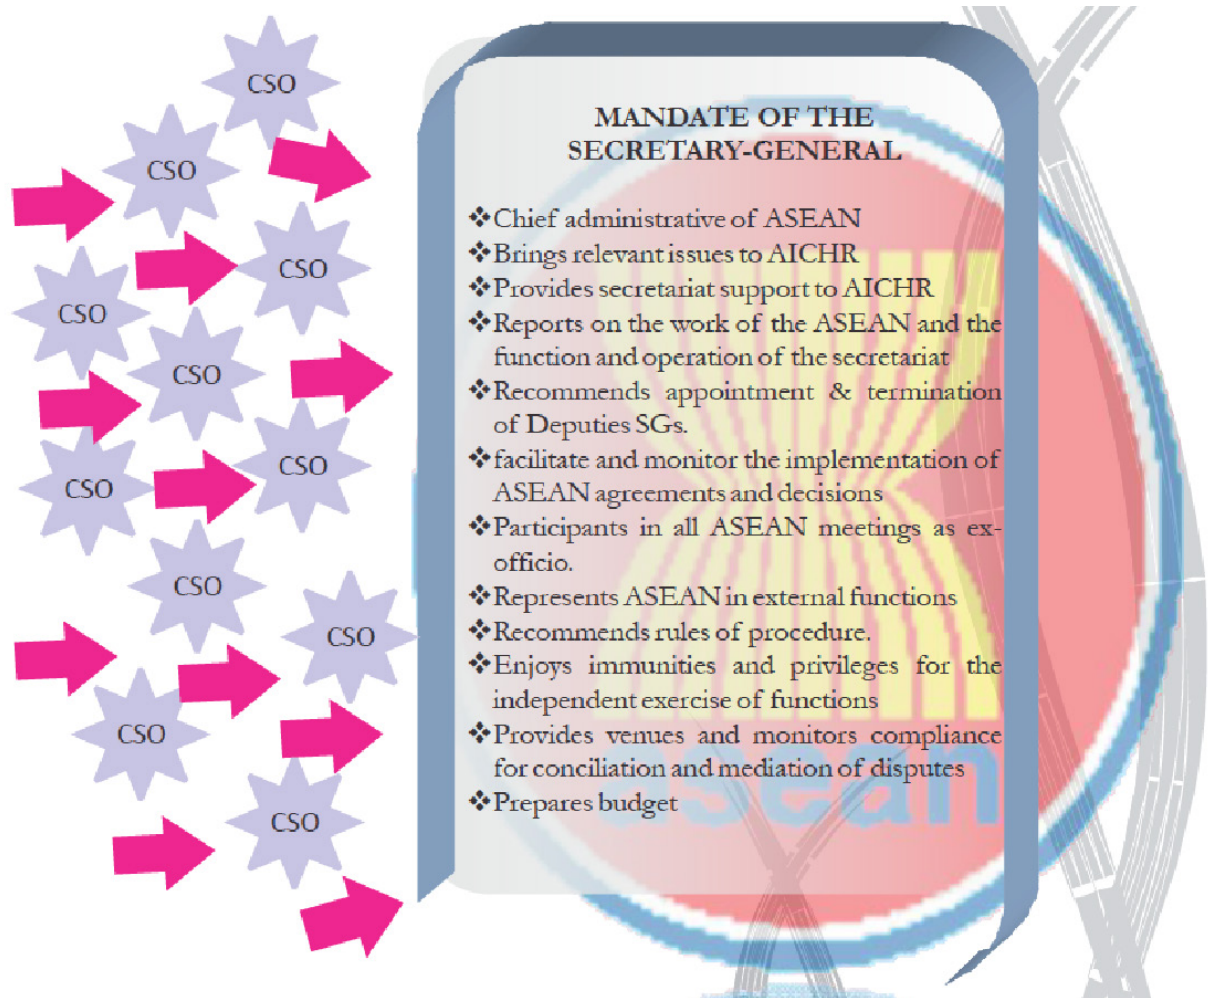 CSO
CSO
CSO
CSO
CSO
CSO
CSO
CSO
CSO
CSO
CSO
MANDATE OF THE
SECRETARY-GENERAL
❖Chief administrative of ASEAN
❖Brings relevant issues to AICHR
❖Provides secretariat support to AICHR
❖Reports on the work of the ASEAN and the
function and operation of the secretariat
❖Recommends appointment & termination
of Deputies SGs.
❖facilitate and monitor the implementation of
ASEAN agreements and decisions
❖Participants in all ASEAN meetings as ex-
officio.
❖Represents ASEAN in external functions
❖Recommends rules of procedure.
❖Enjoys immunities and privileges for the
independent exercise of functions
❖Provides venues and monitors compliance
for conciliation and mediation of disputes
❖Prepares budget
asean